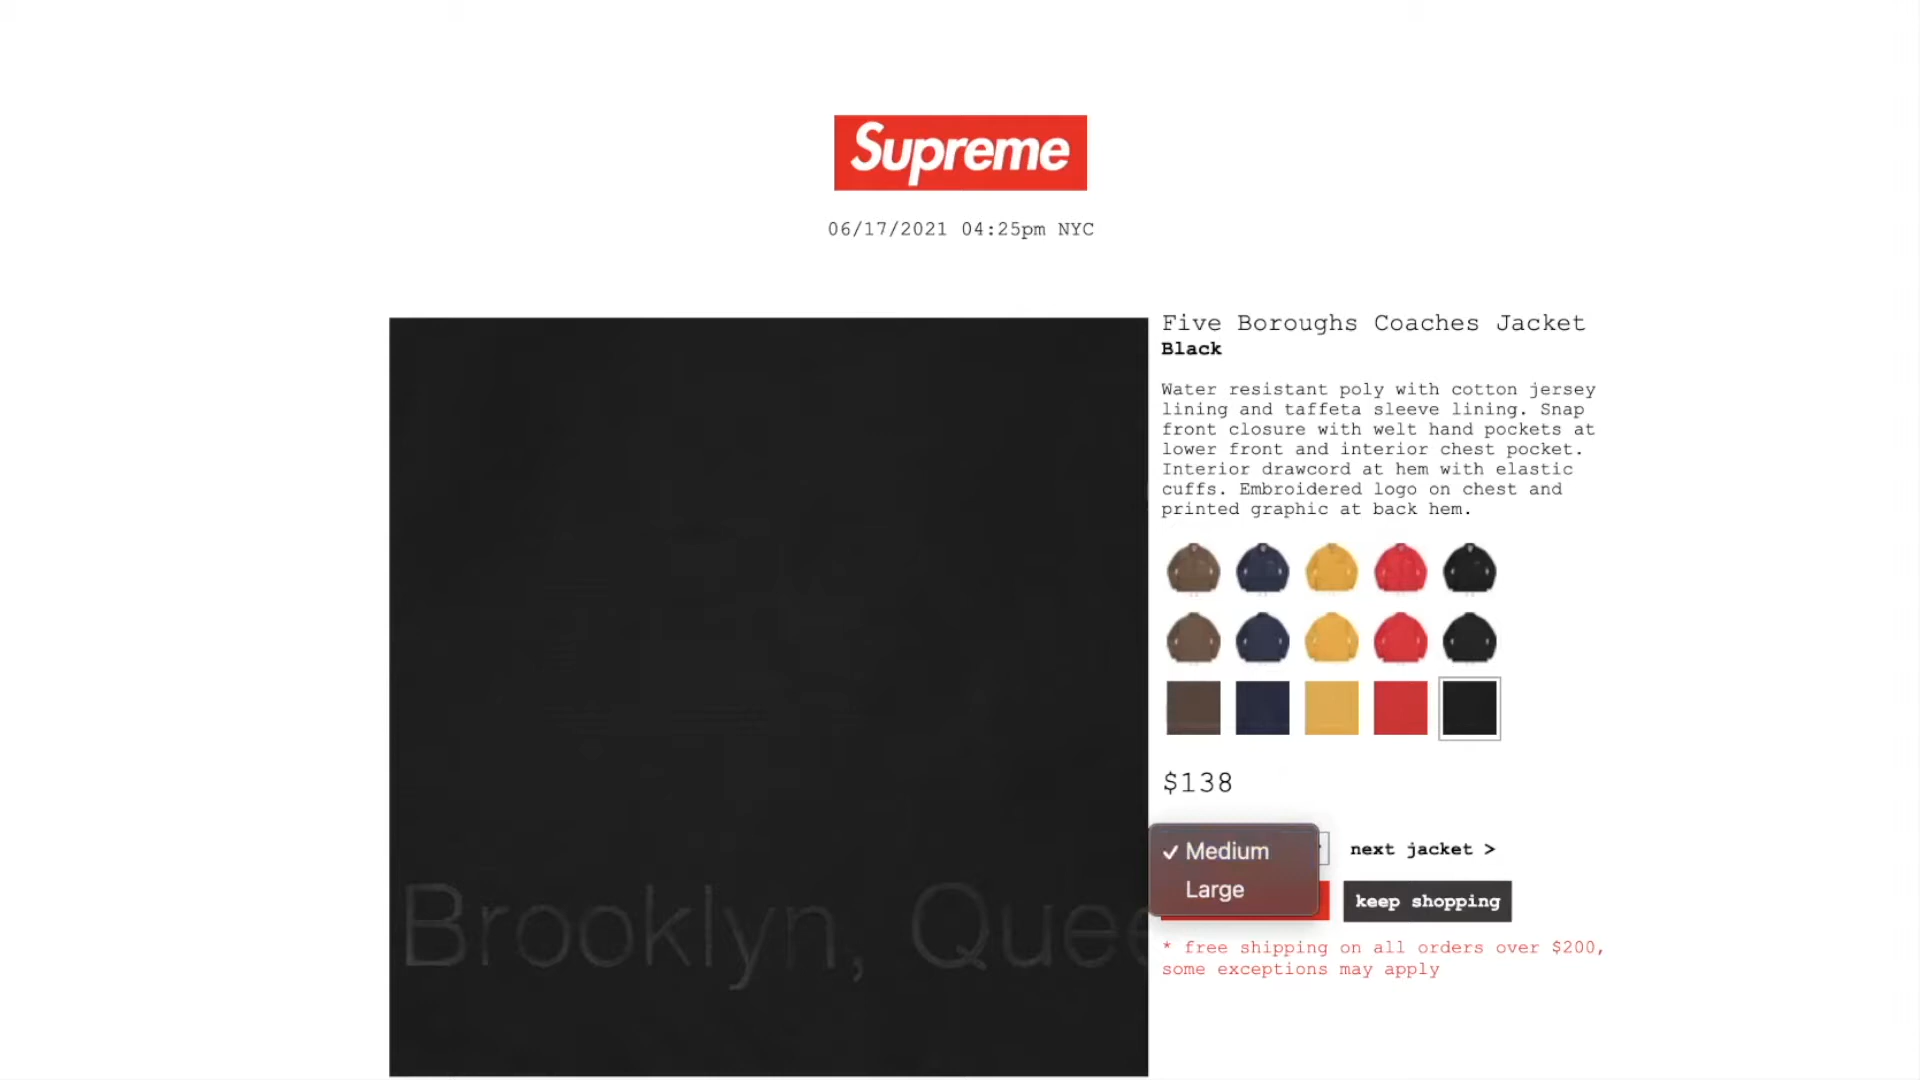 Supreme
06/17/2021 04:25pm NYC
Five Boroughs Coaches Jacket
Black
Water resistant poly with cotton jersey
lining and taffeta sleeve lining. Snap
front closure with welt hand pockets at
lower front and interior chest pocket.
Interior drawcord at hem with elastic
cuffs. Embroidered logo on chest and
printed graphic at back hem.
$138
✓ Medium
Large
next jacket >
keep shopping
* free shipping on all orders over $200,
some exceptions may apply
Brooklyn, Quee